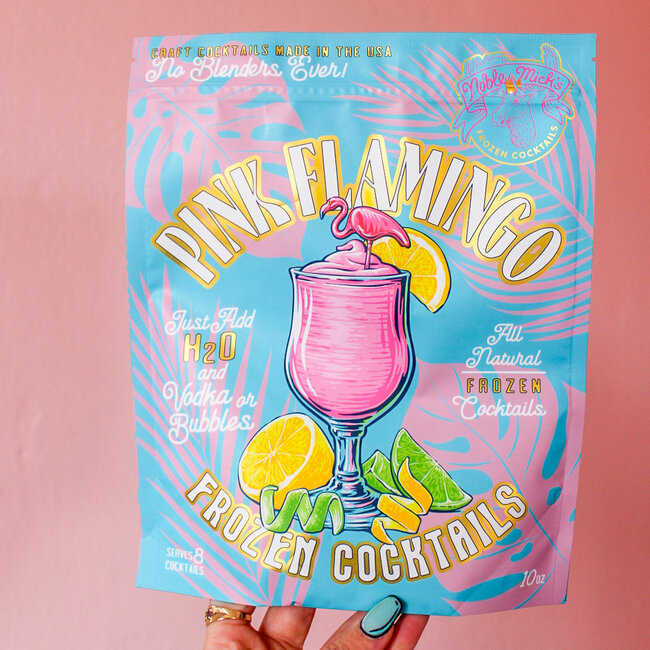 CRAFT COCKTAILS MADE IN THE USA
No Blenders, Ever!
Noble Micks
FROZEN COCKTAILS
PINK FLAMINGO
Just Add
H2O
and
Vodka or
Bubbles
All
Natural
FROZEN
Cocktails
FROZEN COCKTAILS
SERVES 8
COCKTAILS
10oz